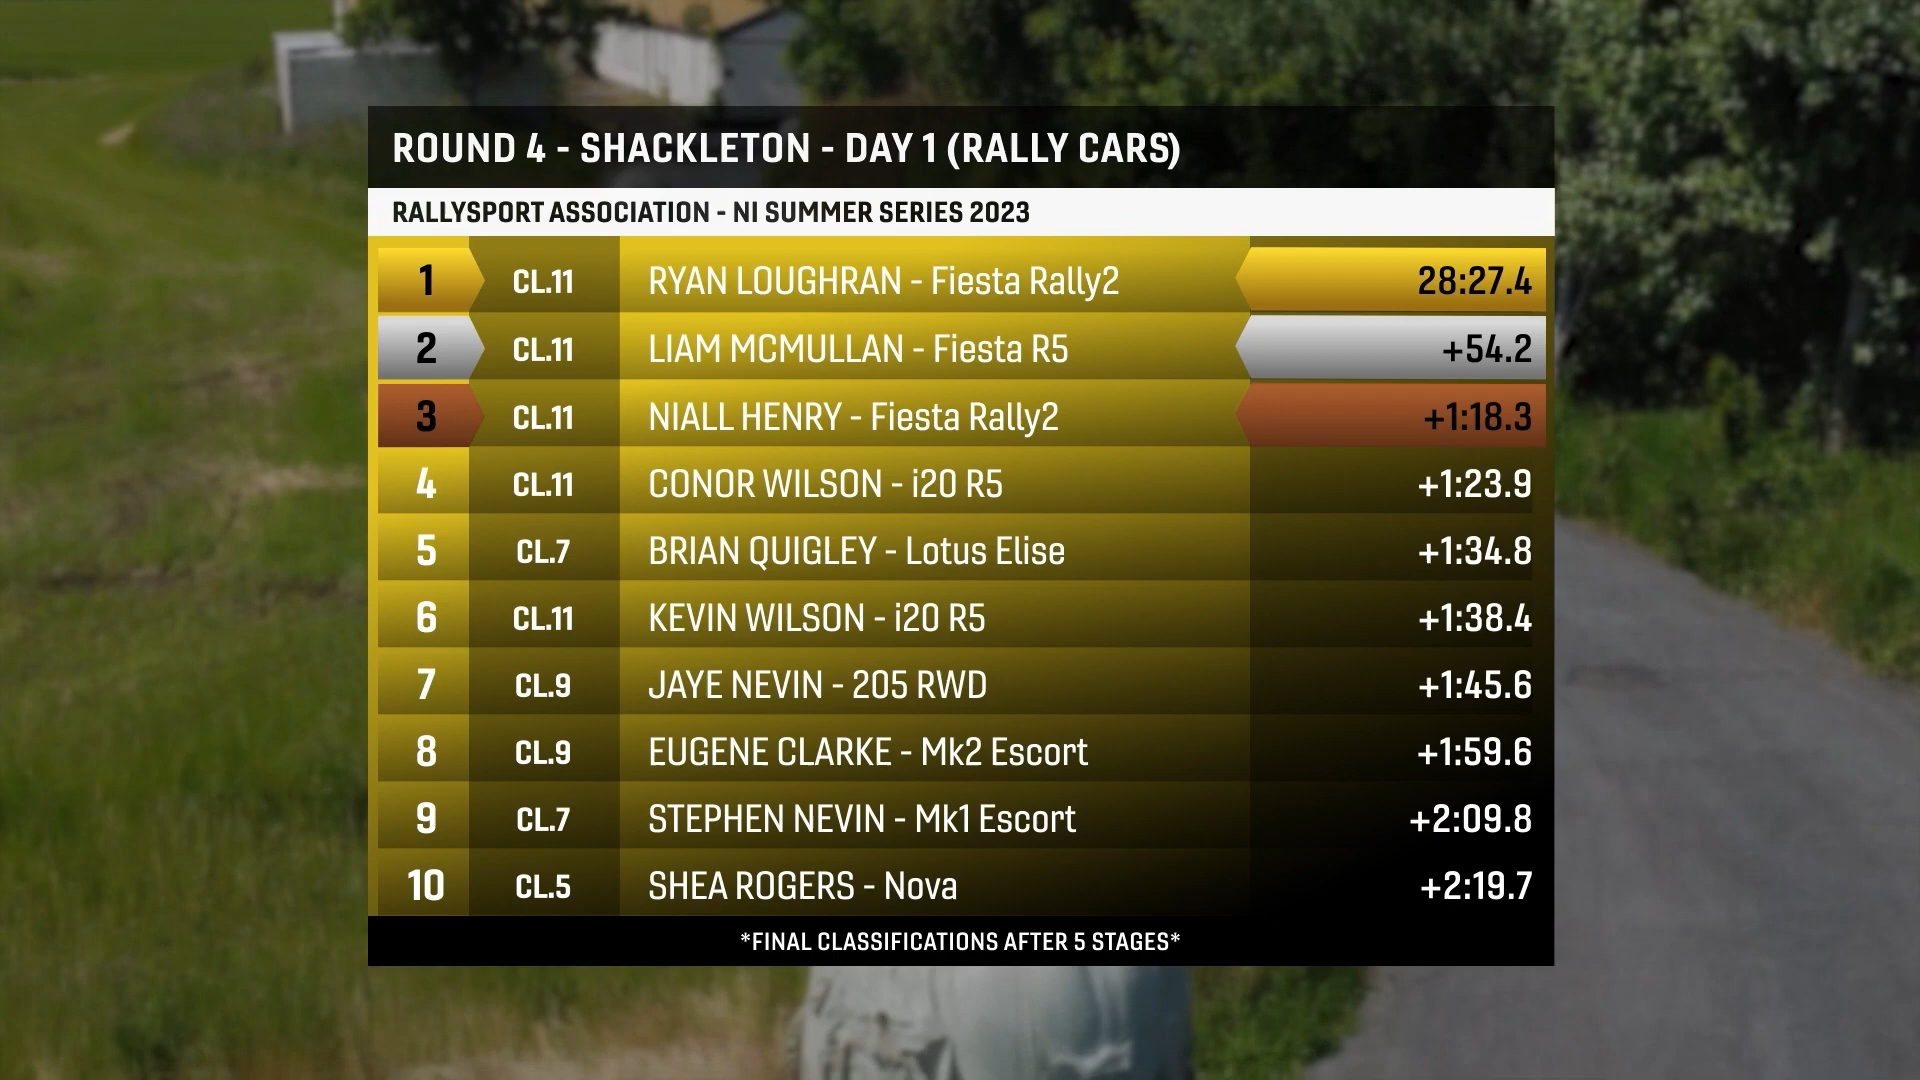 ROUND 4 - SHACKLETON - DAY 1 (RALLY CARS)
RALLYSPORT ASSOCIATION - NI SUMMER SERIES 2023
1 CL.11 RYAN LOUGHRAN - Fiesta Rally2 28:27.4
2 CL.11 LIAM MCMULLAN - Fiesta R5 +54.2
3 CL.11 NIALL HENRY - Fiesta Rally2 +1:18.3
4 CL.11 CONOR WILSON - i20 R5 +1:23.9
5 CL.7 BRIAN QUIGLEY - Lotus Elise +1:34.8
6 CL.11 KEVIN WILSON - i20 R5 +1:38.4
7 CL.9 JAYE NEVIN - 205 RWD +1:45.6
8 CL.9 EUGENE CLARKE - Mk2 Escort +1:59.6
9 CL.7 STEPHEN NEVIN - Mk1 Escort +2:09.8
10 CL.5 SHEA ROGERS - Nova +2:19.7
*FINAL CLASSIFICATIONS AFTER 5 STAGES*